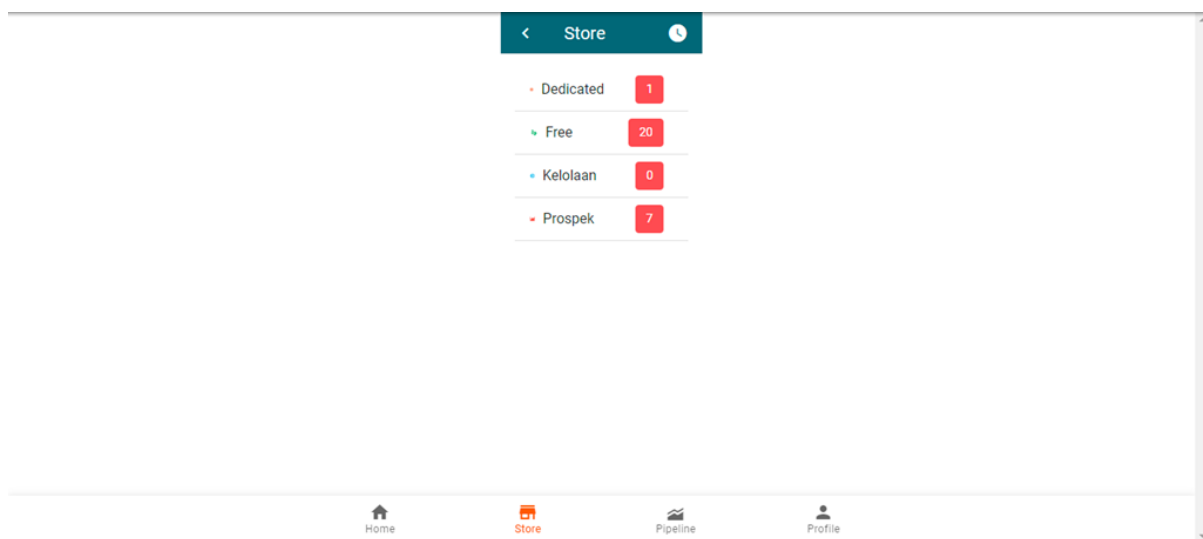 Store
Dedicated 1
Free 20
Kelolaan 0
Prospek 7
Home Store Pipeline Profile